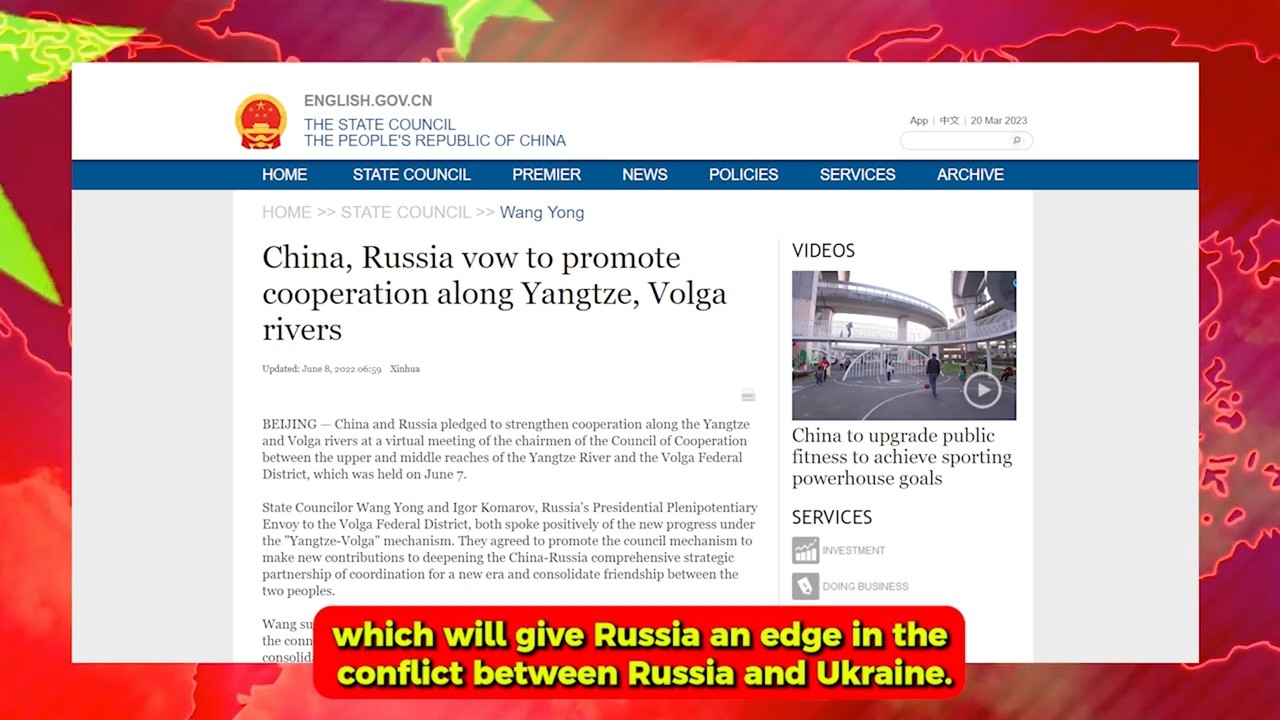 ENGLISH.GOV.CN
THE STATE COUNCIL
THE PEOPLE'S REPUBLIC OF CHINA
App | 中文 | 20 Mar 2023
HOME STATE COUNCIL PREMIER NEWS POLICIES SERVICES ARCHIVE
HOME >> STATE COUNCIL >> Wang Yong
China, Russia vow to promote
cooperation along Yangtze, Volga
rivers
Updated: June 8, 2022 06:59 Xinhua
BEIJING — China and Russia pledged to strengthen cooperation along the Yangtze
and Volga rivers at a virtual meeting of the chairmen of the Council of Cooperation
between the upper and middle reaches of the Yangtze River and the Volga Federal
District, which was held on June 7.
State Councilor Wang Yong and Igor Komarov, Russia's Presidential Plenipotentiary
Envoy to the Volga Federal District, both spoke positively of the new progress under
the "Yangtze-Volga" mechanism. They agreed to promote the council mechanism to
make new contributions to deepening the China-Russia comprehensive strategic
partnership of coordination for a new era and consolidate friendship between the
two peoples.
Wang
the
VIDEOS
China to upgrade public
fitness to achieve sporting
powerhouse goals
SERVICES
INVESTMENT
DOING BUSINESS
which will give Russia an edge in the
conflict between Russia and Ukraine.